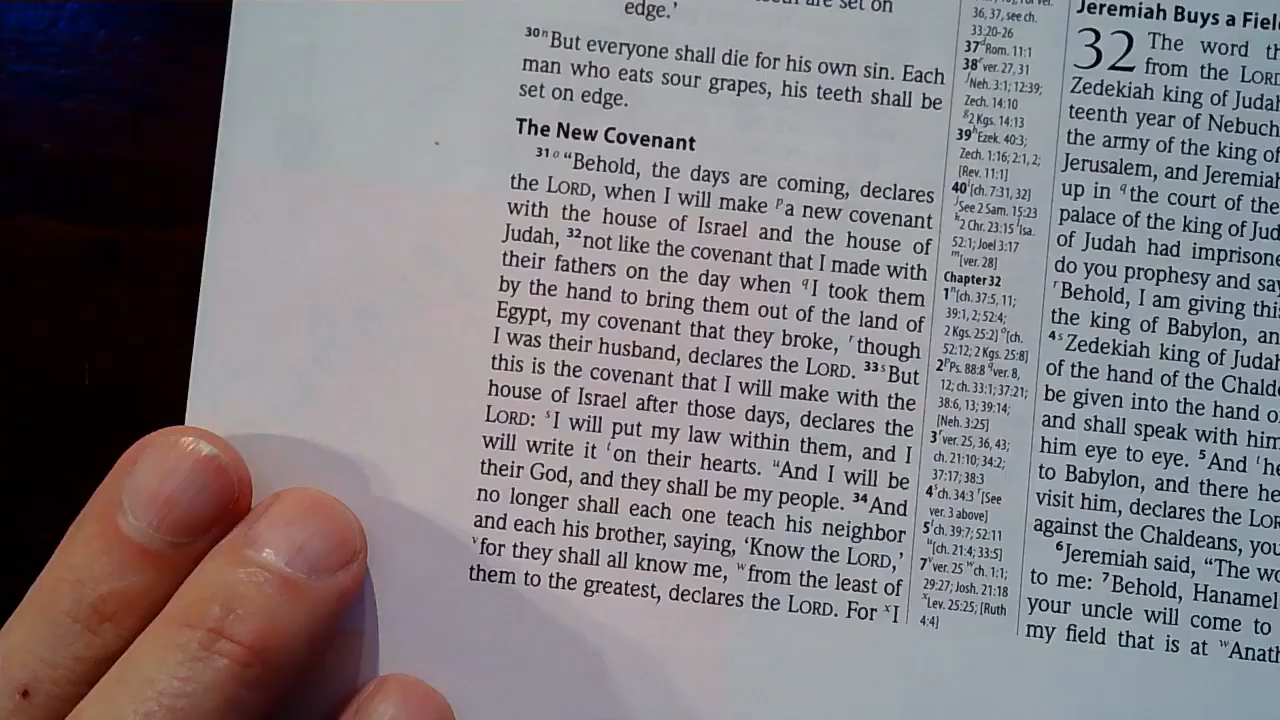 are set on
edge.’
30 n But everyone shall die for his own sin. Each
man who eats sour grapes, his teeth shall be
set on edge.
The New Covenant
31 o “Behold, the days are coming, declares
the LORD, when I will make p a new covenant
with the house of Israel and the house of
Judah, 32 not like the covenant that I made with
their fathers on the day when q I took them
by the hand to bring them out of the land of
Egypt, my covenant that they broke, r though
I was their husband, declares the LORD. 33 s But
this is the covenant that I will make with the
house of Israel after those days, declares the
LORD: s I will put my law within them, and I
will write it t on their hearts. u And I will be
their God, and they shall be my people. 34 And
no longer shall each one teach his neighbor
and each his brother, saying, ‘Know the LORD,’
v for they shall all know me, w from the least of
them to the greatest, declares the LORD. For x I
36, 37, see ch.
33:20-26
37 d Rom. 11:1
38 e ver. 27, 31
f Neh. 3:1; 12:39;
Zech. 14:10
g 2 Kgs. 14:13
39 h Ezek. 40:3;
Zech. 1:16; 2:1, 2;
[Rev. 11:1]
40 i [ch. 7:31, 32]
j See 2 Sam. 15:23
k 2 Chr. 23:15 l Isa.
52:1; Joel 3:17
m [ver. 28]
Chapter 32
1 n [ch. 37:5, 11;
39:1, 2; 52:4;
2 Kgs. 25:2] o [ch.
52:12; 2 Kgs. 25:8]
2 p Ps. 88:8 q ver. 8,
12; ch. 33:1; 37:21;
38:6, 13; 39:14;
[Neh. 3:25]
3 r ver. 25, 36, 43;
ch. 21:10; 34:2;
37:17; 38:3
4 s ch. 34:3 r [See
ver. 3 above]
5 t ch. 39:7; 52:11
u [ch. 21:4; 33:5]
7 v ver. 25 w ch. 1:1;
29:27; Josh. 21:18
x Lev. 25:25; [Ruth
4:4]
Jeremiah Buys a
32 The word
from the LORD
Zedekiah king of Judah
teenth year of
the army of the king of
Jerusalem, and Jeremiah
up in q the court of the
palace of the king of
of Judah had
do you prophesy and
r Behold, I am giving
the king of Babylon,
4 s Zedekiah king of Judah
of the hand of the
be given into the hand
and shall speak with him
him eye to eye. 5 And t
to Babylon, and there
visit him, declares the
against the Chaldeans,
6 Jeremiah said, “The
to me: 7 Behold, Hanamel
your uncle will come to
my field that is at w